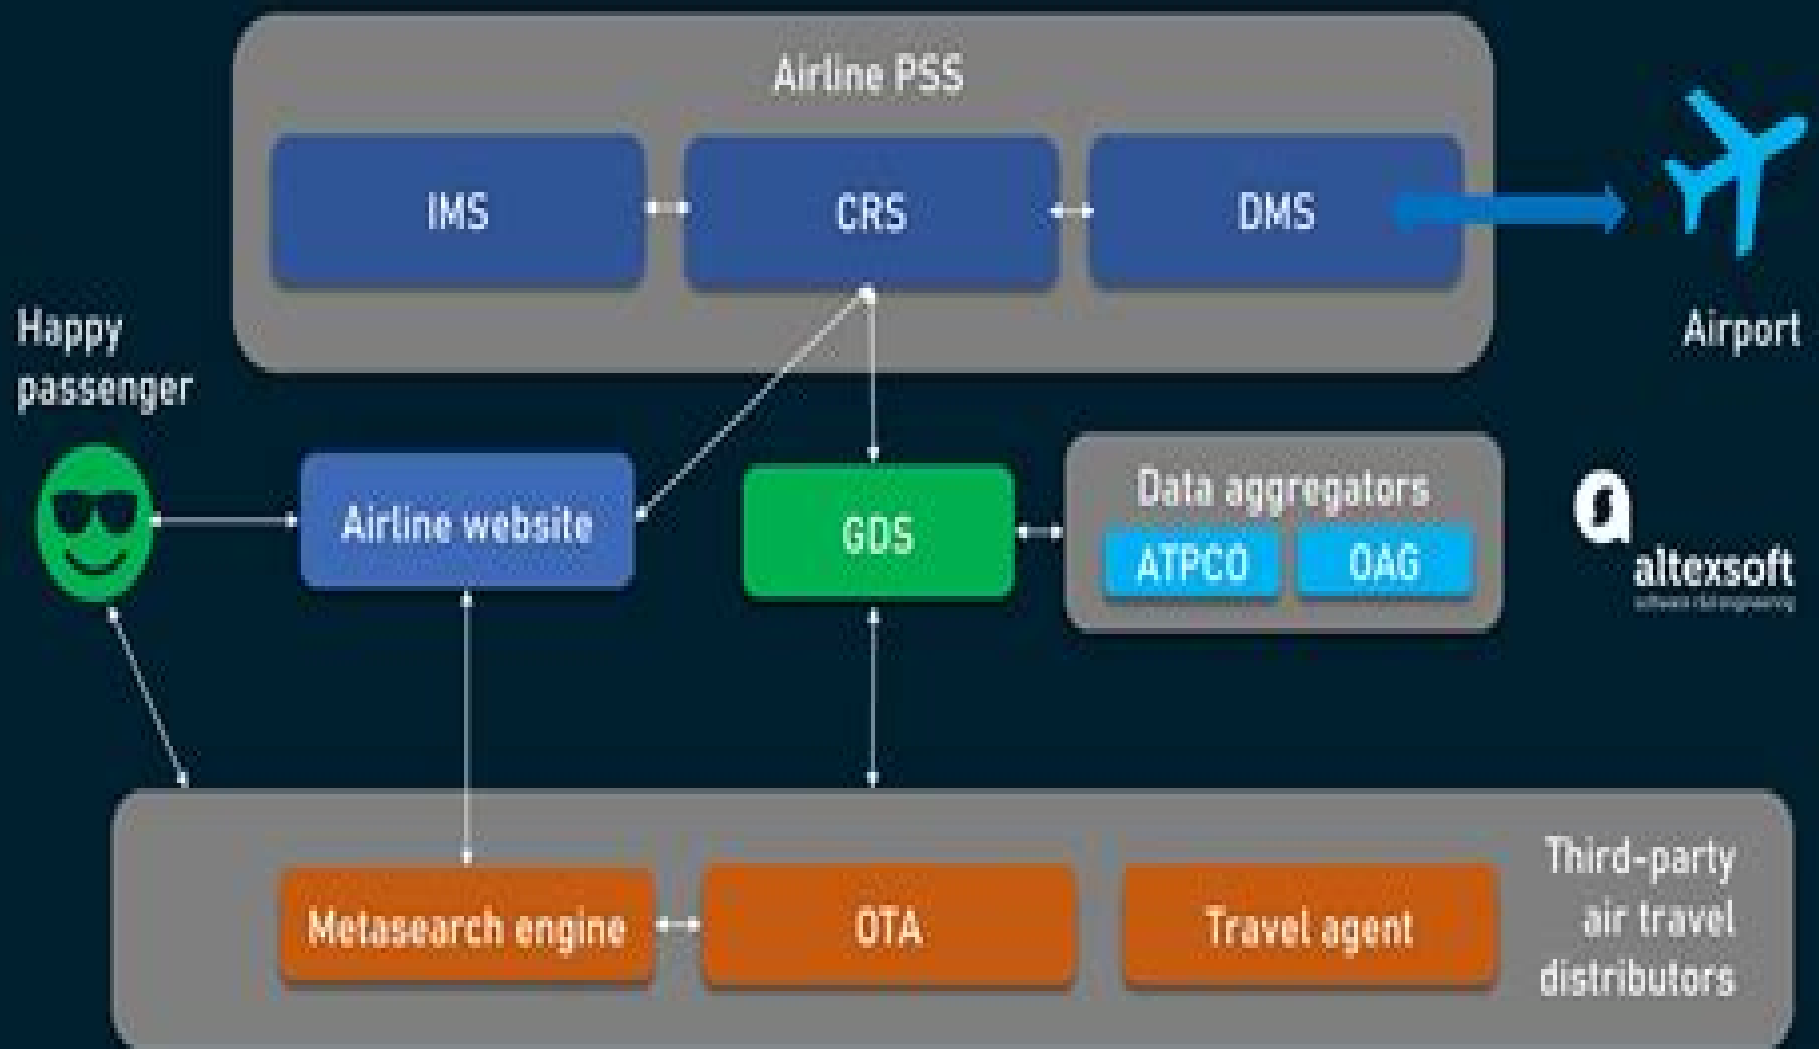 Airline PSS
IMS
CRS
DMS
Happy
passenger
Airport
Airline website
GDS
Data aggregators
ATPCO
OAG
altexsoft
Metasearch engine
OTA
Travel agent
Third-party
air travel
distributors